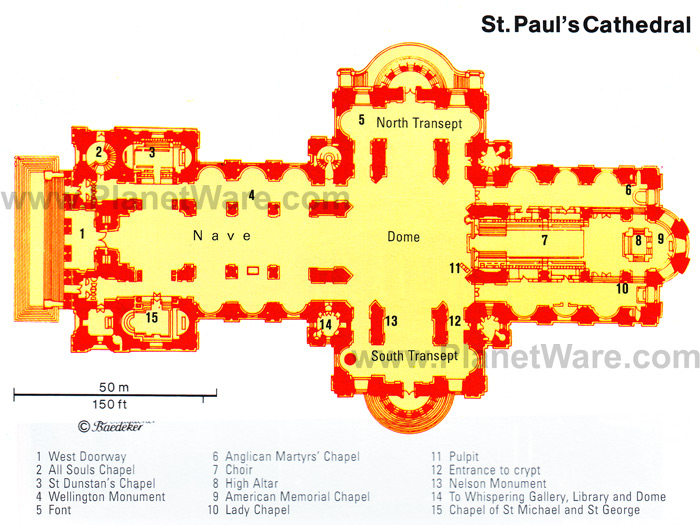 St. Paul's Cathedral
5 North Transept
2 3
www.PlanetWare.com
4
6
1 Nave Dome 7 8 9
11
10
15 14 13 12
www.PlanetWare.com
South Transept
50 m
150 ft
© Baedeker
1 West Doorway
2 All Souls Chapel
3 St Dunstan's Chapel
4 Wellington Monument
5 Font
6 Anglican Martyrs' Chapel
7 Choir
8 High Altar
9 American Memorial Chapel
10 Lady Chapel
11 Pulpit
12 Entrance to crypt
13 Nelson Monument
14 To Whispering Gallery, Library and Dome
15 Chapel of St Michael and St George